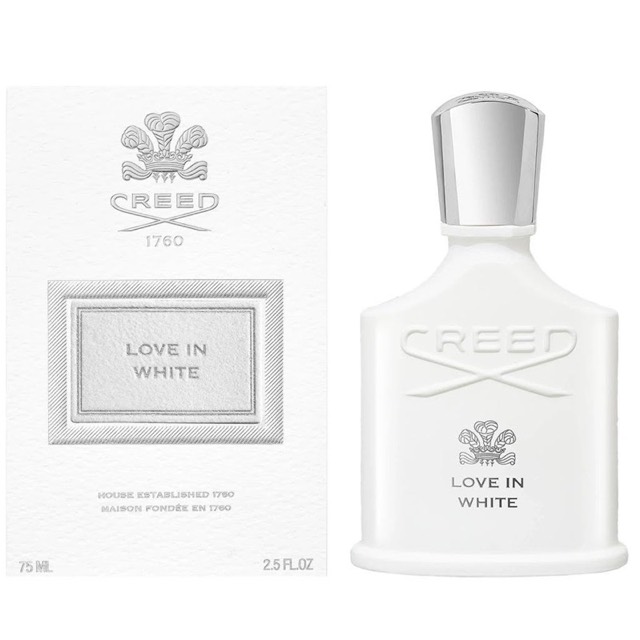 CREED
1760
LOVE IN
WHITE
HOUSE ESTABLISHED 1760
MAISON FONDÉE EN 1760
75 ML
2.5 FL.OZ
CREED
LOVE IN
WHITE